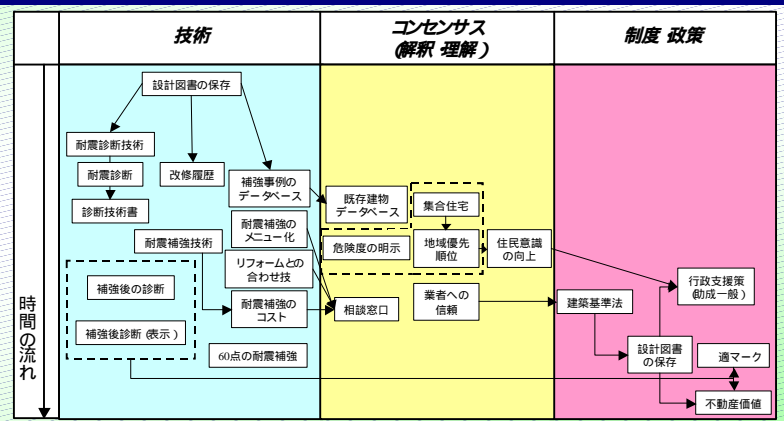 技術
コンセンサス
(解釈・理解)
制度・政策
時間の流れ
設計図書の保存
耐震診断技術
耐震診断
診断技術書
改修履歴
補強事例の
データベース
既存建物
データベース
集合住宅
耐震補強の
メニュー化
耐震補強技術
危険度の明示
地域優先
順位
住民意識
の向上
リフォームとの
合わせ技
補強後の診断
耐震補強の
コスト
相談窓口
業者への
信頼
建築基準法
行政支援策
(助成一般)
補強後診断(表示)
60点の耐震補強
設計図書
の保存
適マーク
不動産価値